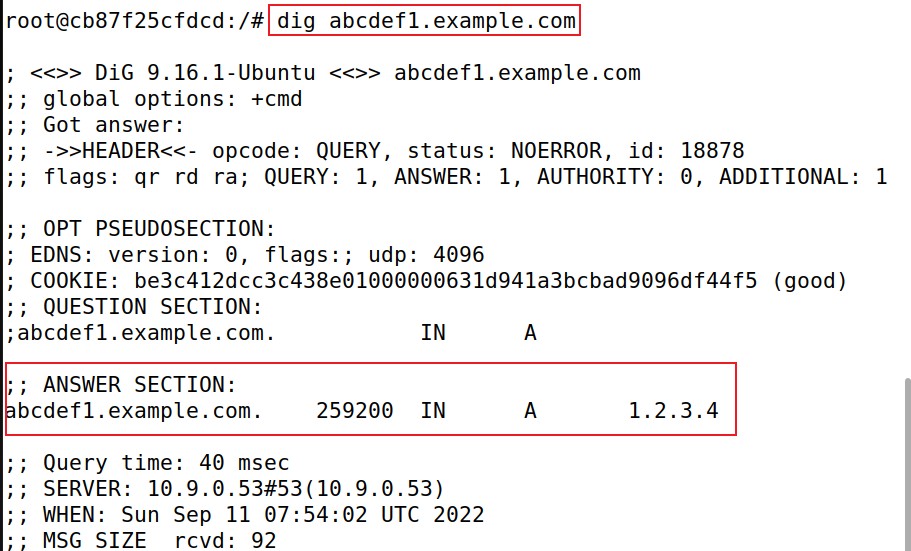 root@cb87f25cfdcd:/# dig abcdef1.example.com
; <<>> DiG 9.16.1-Ubuntu <<>> abcdef1.example.com
;; global options: +cmd
;; Got answer:
;; ->>HEADER<<- opcode: QUERY, status: NOERROR, id: 18878
;; flags: qr rd ra; QUERY: 1, ANSWER: 1, AUTHORITY: 0, ADDITIONAL: 1
;; OPT PSEUDOSECTION:
; EDNS: version: 0, flags:; udp: 4096
; COOKIE: be3c412dcc3c438e01000000631d941a3bcbad9096df44f5 (good)
;; QUESTION SECTION:
;abcdef1.example.com. IN A
;; ANSWER SECTION:
abcdef1.example.com. 259200 IN A 1.2.3.4
;; Query time: 40 msec
;; SERVER: 10.9.0.53#53(10.9.0.53)
;; WHEN: Sun Sep 11 07:54:02 UTC 2022
;; MSG SIZE rcvd: 92